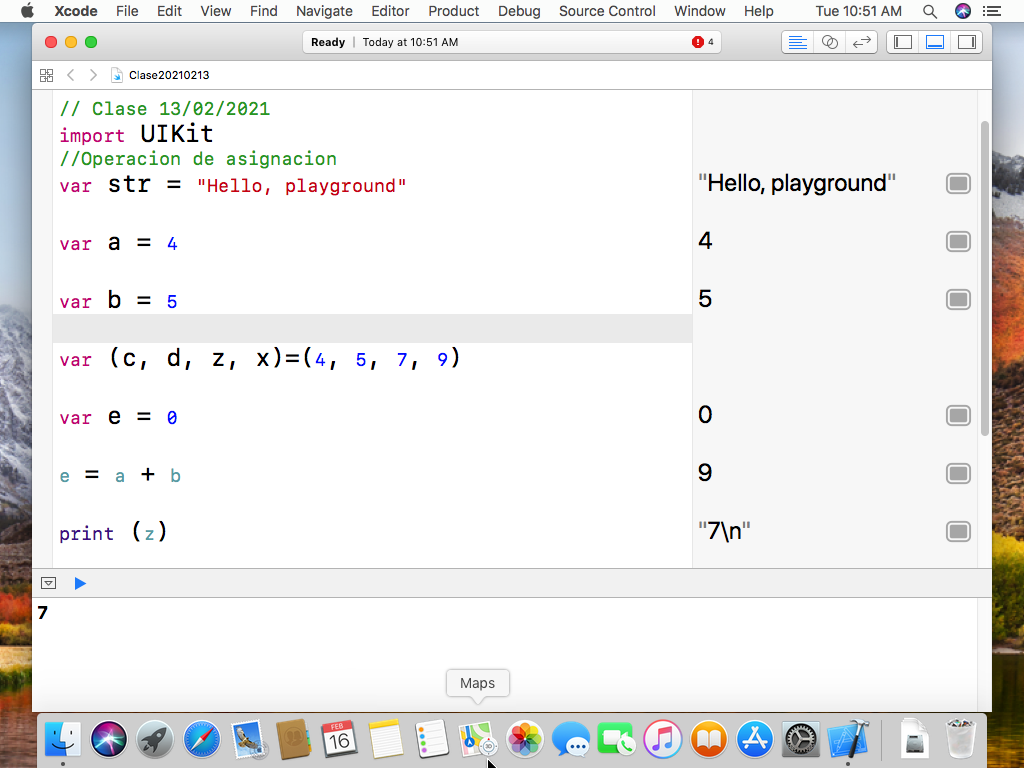 Xcode File Edit View Find Navigate Editor Product Debug Source Control Window Help Tue 10:51 AM
Ready | Today at 10:51 AM 4
Clase20210213
// Clase 13/02/2021
import UIKit
//Operacion de asignacion
var str = "Hello, playground" "Hello, playground"
var a = 4 4
var b = 5 5
var (c, d, z, x)=(4, 5, 7, 9)
var e = 0 0
e = a + b 9
print (z) "7\n"
7
Maps
FEB
16